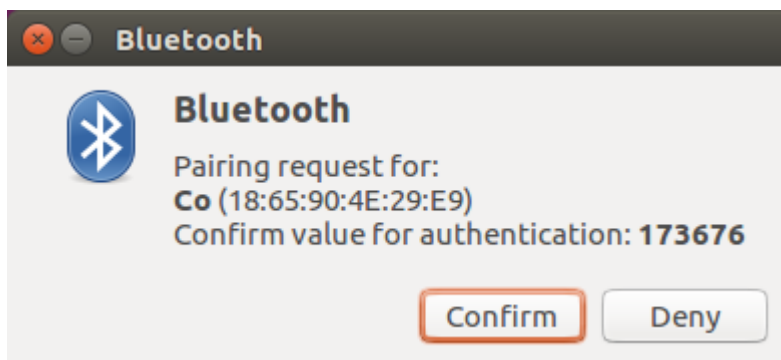 Bluetooth
Bluetooth
Pairing request for:
Co (18:65:90:4E:29:E9)
Confirm value for authentication: 173676
Confirm Deny